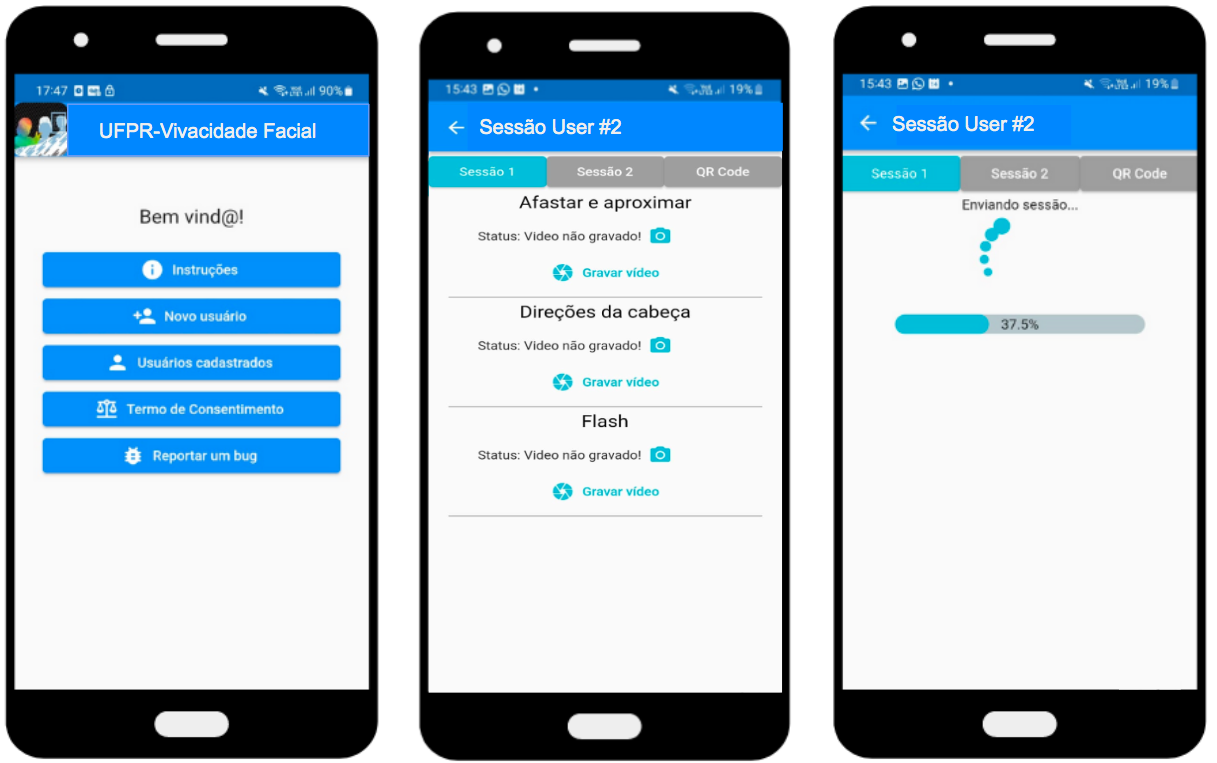 17:47
90%
UFPR-Vivacidade Facial
Bem vind@!
Instruções
Novo usuário
Usuários cadastrados
Termo de Consentimento
Reportar um bug
15:43
19%
Sessão User #2
Sessão 1
Sessão 2
QR Code
Afastar e aproximar
Status: Video não gravado!
Gravar vídeo
Direções da cabeça
Status: Video não gravado!
Gravar vídeo
Flash
Status: Video não gravado!
Gravar vídeo
15:43
19%
Sessão User #2
Sessão 1
Sessão 2
QR Code
Enviando sessão...
37.5%